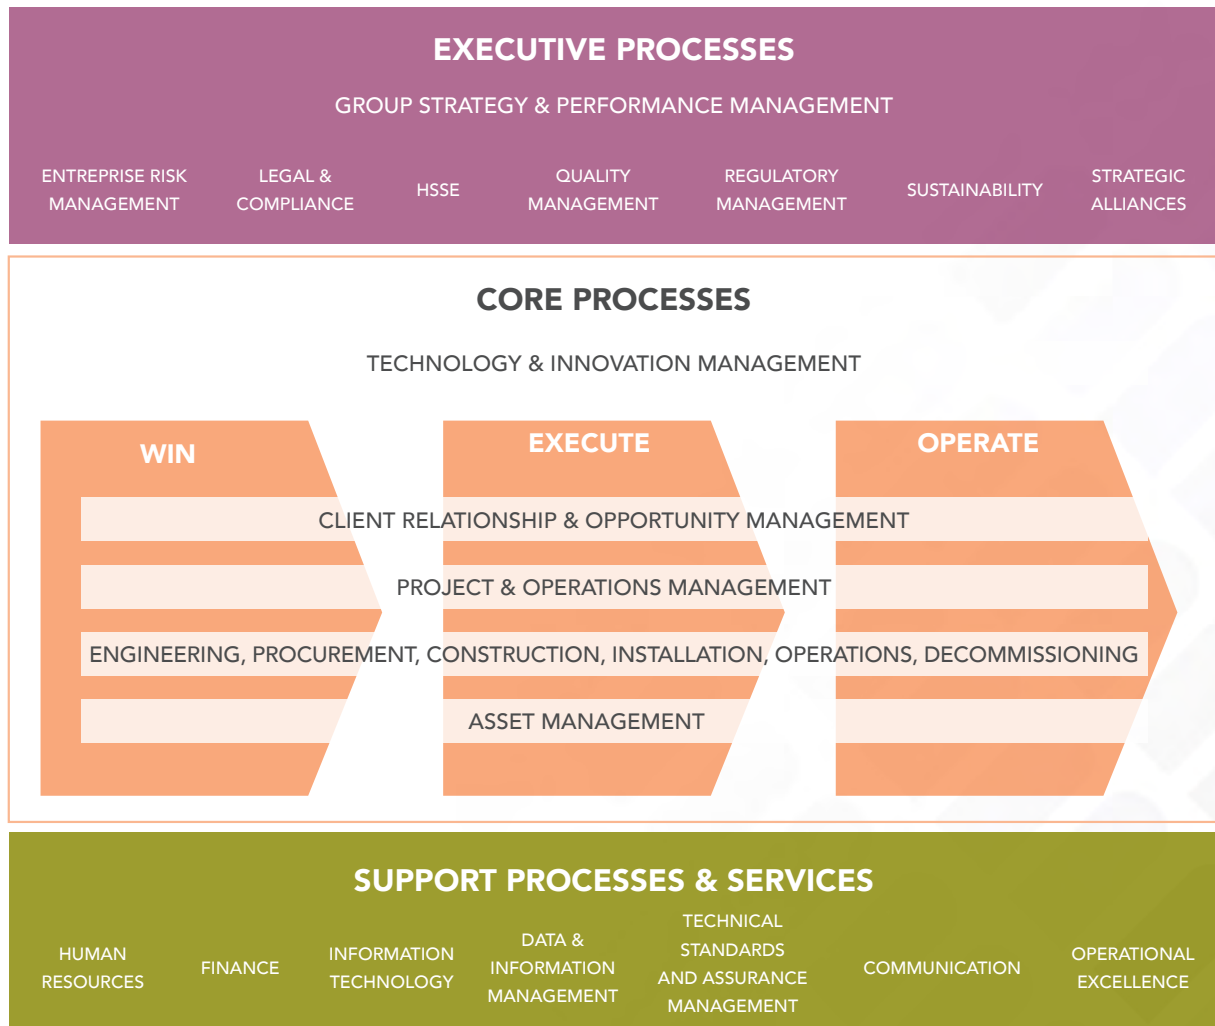 EXECUTIVE PROCESSES
GROUP STRATEGY & PERFORMANCE MANAGEMENT
ENTREPRISE RISK
MANAGEMENT
LEGAL &
COMPLIANCE
HSSE
QUALITY
MANAGEMENT
REGULATORY
MANAGEMENT
SUSTAINABILITY
STRATEGIC
ALLIANCES
CORE PROCESSES
TECHNOLOGY & INNOVATION MANAGEMENT
WIN
EXECUTE
OPERATE
CLIENT RELATIONSHIP & OPPORTUNITY MANAGEMENT
PROJECT & OPERATIONS MANAGEMENT
ENGINEERING, PROCUREMENT, CONSTRUCTION, INSTALLATION, OPERATIONS, DECOMMISSIONING
ASSET MANAGEMENT
SUPPORT PROCESSES & SERVICES
HUMAN
RESOURCES
FINANCE
INFORMATION
TECHNOLOGY
DATA &
INFORMATION
MANAGEMENT
TECHNICAL
STANDARDS
AND ASSURANCE
MANAGEMENT
COMMUNICATION
OPERATIONAL
EXCELLENCE